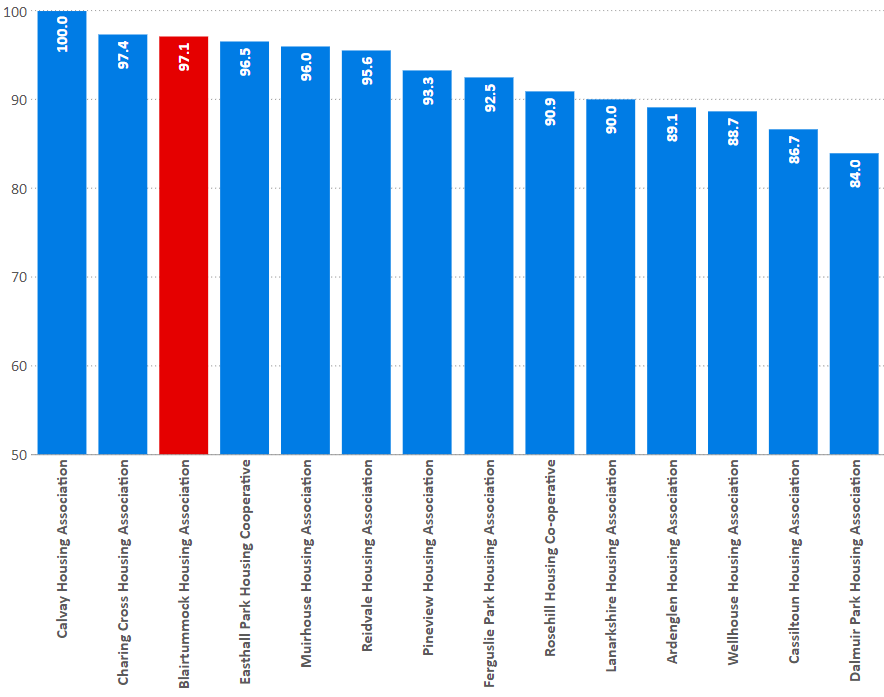 100
90
80
70
60
50
100.0
97.4
97.1
96.5
96.0
95.6
93.3
92.5
90.9
90.0
89.1
88.7
86.7
84.0
Calvay Housing Association
Charing Cross Housing Association
Blairtummock Housing Association
Easthall Park Housing Cooperative
Muirhouse Housing Association
Reidvale Housing Association
Pineview Housing Association
Ferguslie Park Housing Association
Rosehill Housing Co-operative
Lanarkshire Housing Association
Ardenglen Housing Association
Wellhouse Housing Association
Cassiltoun Housing Association
Dalmuir Park Housing Association